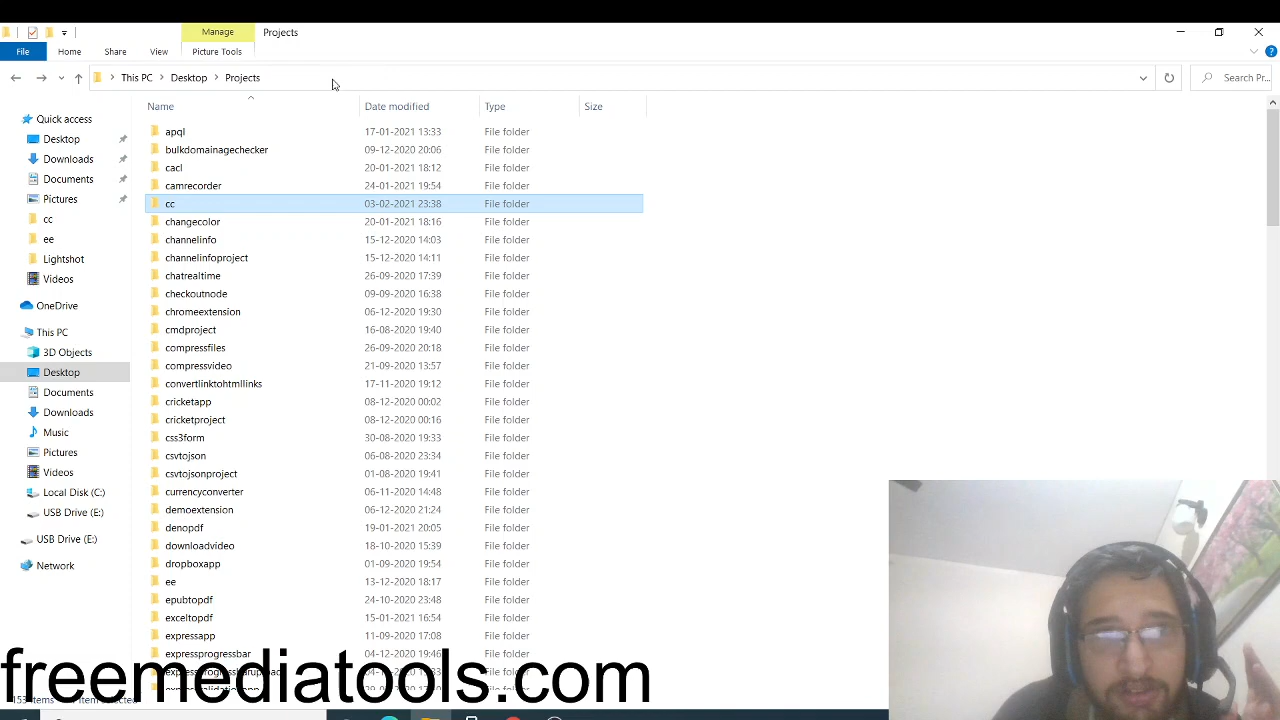 Manage
Projects
File
Home
Share
View
Picture Tools
This PC
Desktop
Projects
Search Pr...
Name
Date modified
Type
Size
Quick access
Desktop
Downloads
Documents
Pictures
cc
ee
Lightshot
Videos
OneDrive
This PC
3D Objects
Desktop
Documents
Downloads
Music
Pictures
Videos
Local Disk (C:)
USB Drive (E:)
USB Drive (E:)
Network
apql 17-01-2021 13:33 File folder
bulkdomainagechecker 09-12-2020 20:06 File folder
cacl 20-01-2021 18:12 File folder
camrecorder 24-01-2021 19:54 File folder
cc 03-02-2021 23:38 File folder
changecolor 20-01-2021 18:16 File folder
channelinfo 15-12-2020 14:03 File folder
channelinfoproject 15-12-2020 14:11 File folder
chatrealtime 26-09-2020 17:39 File folder
checkoutnode 09-09-2020 16:38 File folder
chromeextension 06-12-2020 19:30 File folder
cmdproject 16-08-2020 19:40 File folder
compressfiles 26-09-2020 20:18 File folder
compressvideo 21-09-2020 13:57 File folder
convertlinktohtmllinks 17-11-2020 19:12 File folder
cricketapp 08-12-2020 00:02 File folder
cricketproject 08-12-2020 00:16 File folder
css3form 30-08-2020 19:33 File folder
csvtojson 06-08-2020 23:34 File folder
csvtojsonproject 01-08-2020 19:41 File folder
currencyconverter 06-11-2020 14:48 File folder
demoextension 06-12-2020 21:24 File folder
denopdf 19-01-2021 20:05 File folder
downloadvideo 18-10-2020 15:39 File folder
dropboxapp 01-09-2020 19:54 File folder
ee 13-12-2020 18:17 File folder
epubtopdf 24-10-2020 23:48 File folder
exceltopdf 15-01-2021 16:54 File folder
expressapp 11-09-2020 17:08 File folder
expressprogressbar 04-12-2020 19:46 File folder
File folder
File folder
freemediatools.com